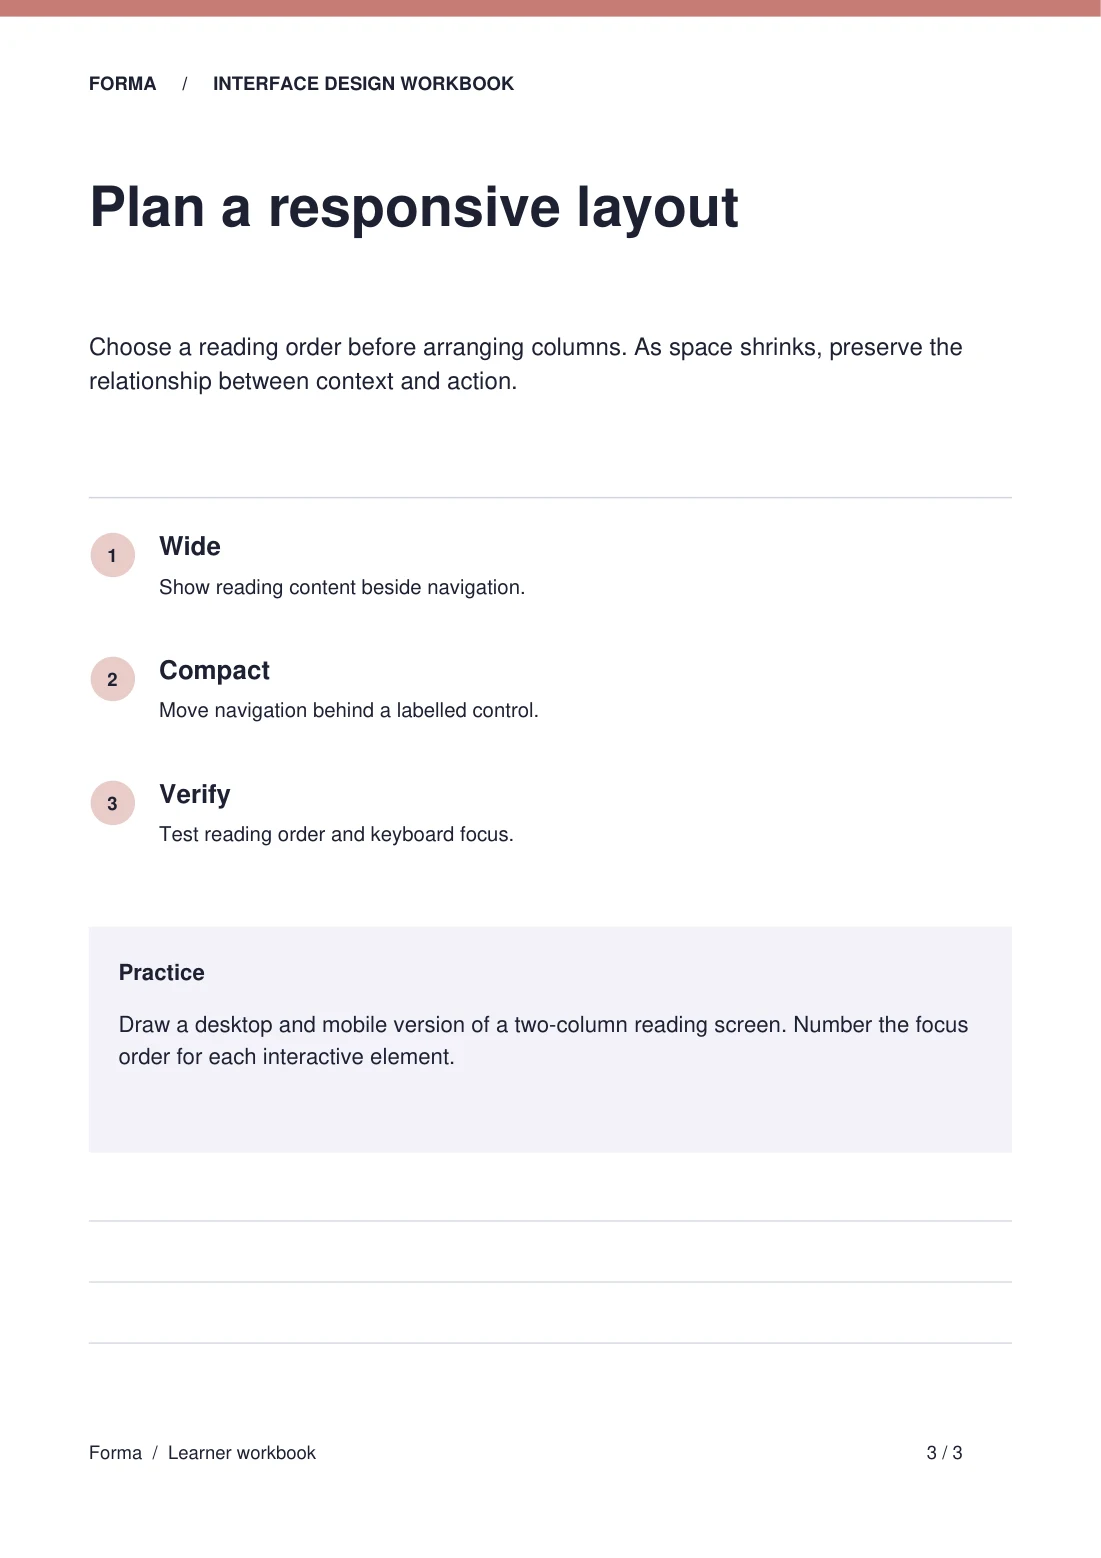 FORMA / INTERFACE DESIGN WORKBOOK
Plan a responsive layout
Choose a reading order before arranging columns. As space shrinks, preserve the
relationship between context and action.
1 Wide
Show reading content beside navigation.
2 Compact
Move navigation behind a labelled control.
3 Verify
Test reading order and keyboard focus.
Practice
Draw a desktop and mobile version of a two-column reading screen. Number the focus
order for each interactive element.
Forma / Learner workbook 3 / 3